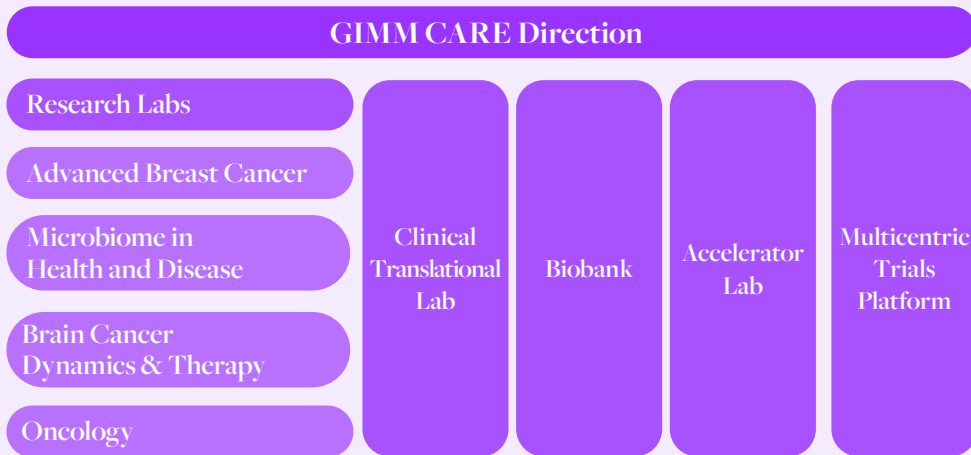 GIMM CARE Direction
Research Labs
Advanced Breast Cancer
Microbiome in
Health and Disease
Brain Cancer
Dynamics & Therapy
Oncology
Clinical
Translational
Lab
Biobank
Accelerator
Lab
Multicentric
Trials
Platform